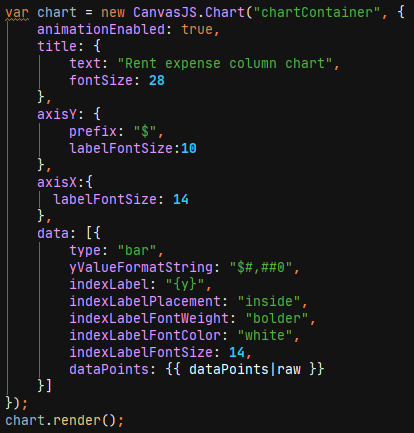 var chart = new CanvasJS.Chart("chartContainer", {
    animationEnabled: true,
    title: {
        text: "Rent expense column chart",
        fontSize: 28
    },
    axisY: {
        prefix: "$",
        labelFontSize:10
    },
    axisX:{
      labelFontSize: 14
    },
    data: [{
        type: "bar",
        yValueFormatString: "$#,##0",
        indexLabel: "{y}",
        indexLabelPlacement: "inside",
        indexLabelFontWeight: "bolder",
        indexLabelFontColor: "white",
        indexLabelFontSize: 14,
        dataPoints: {{ dataPoints|raw }}
    }]
});
chart.render();